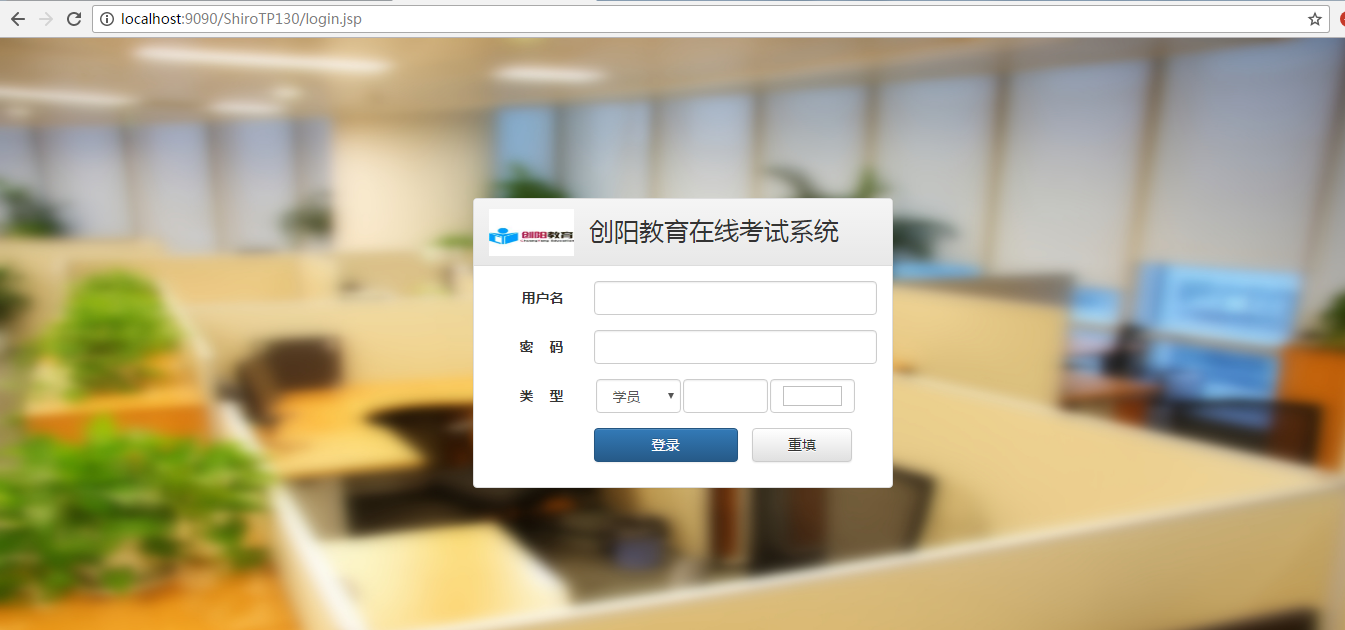 localhost:9090/ShiroTP130/login.jsp
创阳教育 创阳教育在线考试系统
用户名
密 码
类 型 学员
登录 重填